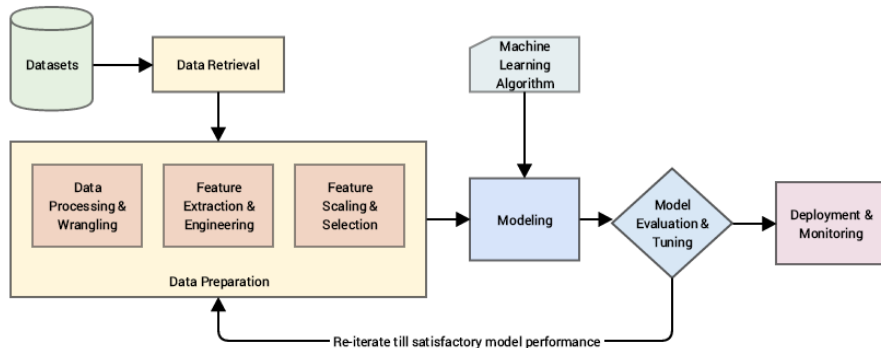 Datasets
Data Retrieval
Machine
Learning
Algorithm
Data
Processing &
Wrangling
Feature
Extraction &
Engineering
Feature
Scaling &
Selection
Data Preparation
Modeling
Model
Evaluation &
Tuning
Deployment &
Monitoring
Re-iterate till satisfactory model performance